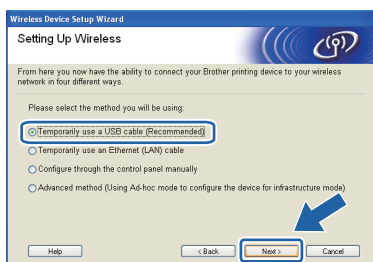 Wireless Device Setup Wizard
Setting Up Wireless
From here you now have the ability to connect your Brother printing device to your wireless
network in four different ways.
Please select the method you will be using:
Temporarily use a USB cable (Recommended)
Temporarily use an Ethernet (LAN) cable
Configure through the control panel manually
Advanced method (Using Ad-hoc mode to configure the device for infrastructure mode)
Help
< Back
Next >
Cancel